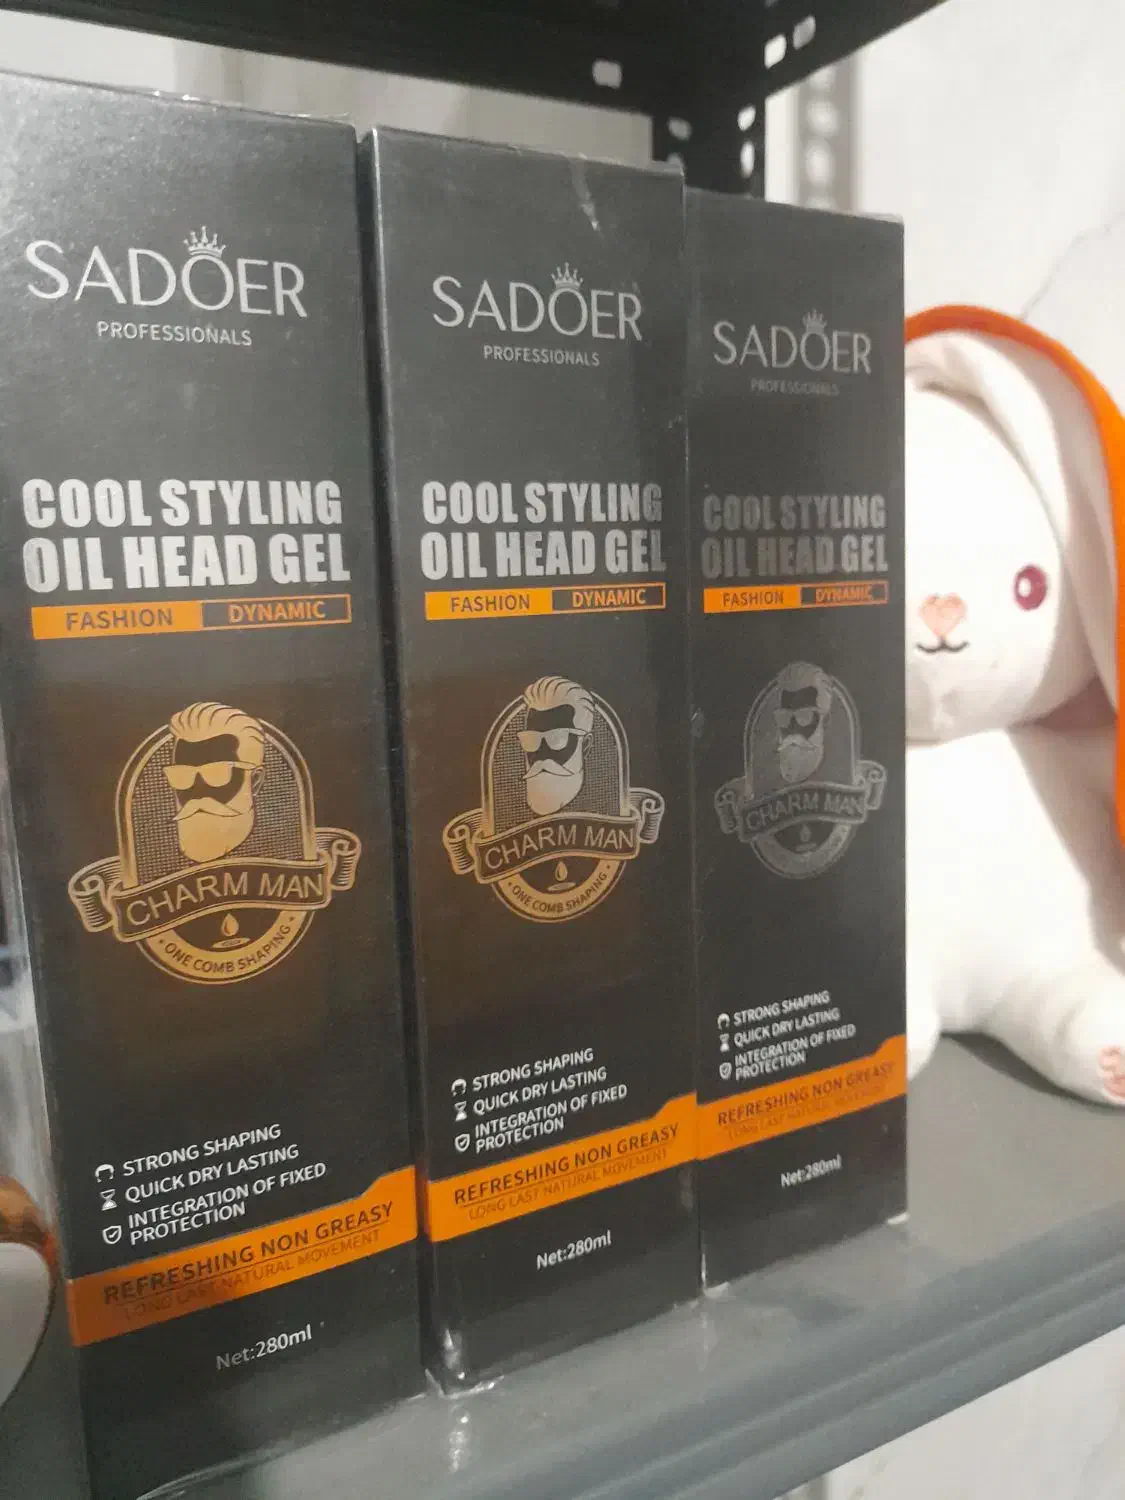 SADOER
PROFESSIONALS
COOL STYLING
OIL HEAD GEL
FASHION DYNAMIC
CHARM MAN
• ONE COMB SHAPING •
STRONG SHAPING
QUICK DRY LASTING
INTEGRATION OF FIXED
PROTECTION
REFRESHING NON GREASY
LONG LAST NATURAL MOVEMENT
Net:280ml
SADOER
PROFESSIONALS
COOL STYLING
OIL HEAD GEL
FASHION DYNAMIC
CHARM MAN
• ONE COMB SHAPING •
STRONG SHAPING
QUICK DRY LASTING
INTEGRATION OF FIXED
PROTECTION
REFRESHING NON GREASY
LONG LAST NATURAL MOVEMENT
Net:280ml
SADOER
PROFESSIONALS
COOL STYLING
OIL HEAD GEL
FASHION DYNAMIC
CHARM MAN
STRONG SHAPING
QUICK DRY LASTING
INTEGRATION OF FIXED
PROTECTION
REFRESHING NON GREASY
LONG LAST NATURAL MOVEMENT
Net:280ml